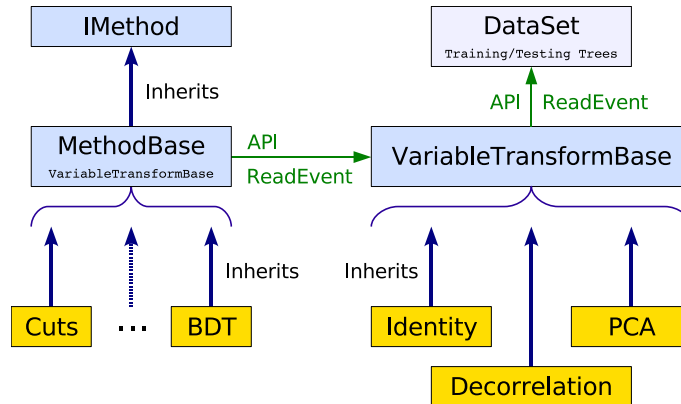 IMethod
DataSet
Training/Testing Trees
Inherits
API ReadEvent
MethodBase
VariableTransformBase
API
ReadEvent
VariableTransformBase
Inherits
Inherits
Cuts ... BDT
Identity
PCA
Decorrelation